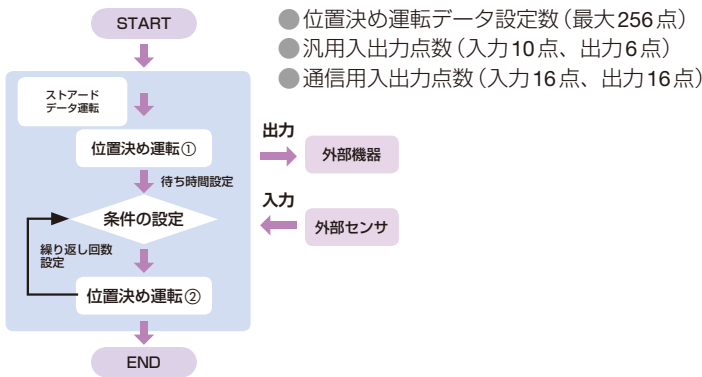 START
●位置決め運転データ設定数(最大256点)
●汎用入出力点数(入力10点、出力6点)
●通信用入出力点数(入力16点、出力16点)
ストアード
データ運転
位置決め運転①
出力
外部機器
待ち時間設定
条件の設定
入力
外部センサ
繰り返し回数
設定
位置決め運転②
END